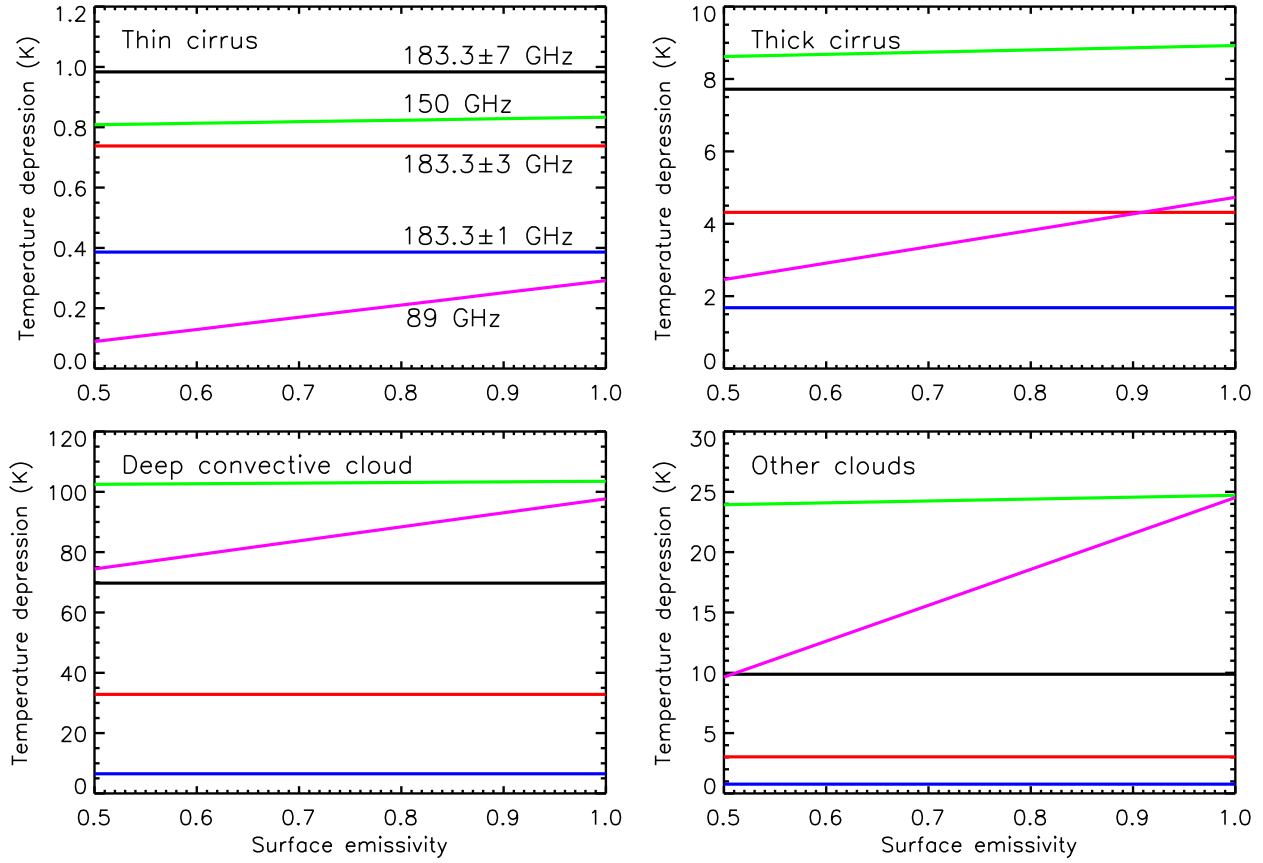 Thin cirrus
183.3±7 GHz
150 GHz
183.3±3 GHz
183.3±1 GHz
89 GHz
Temperature depression (K)
1.2
1.0
0.8
0.6
0.4
0.2
0.0
0.5 0.6 0.7 0.8 0.9 1.0
Thick cirrus
Temperature depression (K)
10
8
6
4
2
0
0.5 0.6 0.7 0.8 0.9 1.0
Deep convective cloud
Temperature depression (K)
120
100
80
60
40
20
0
0.5 0.6 0.7 0.8 0.9 1.0
Surface emissivity
Other clouds
Temperature depression (K)
30
25
20
15
10
5
0
0.5 0.6 0.7 0.8 0.9 1.0
Surface emissivity